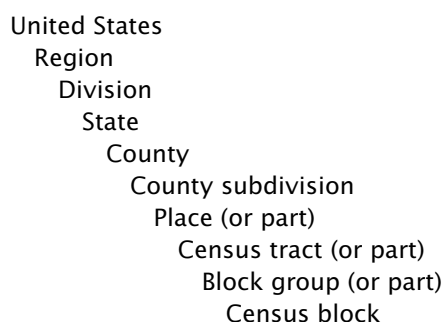 United States
Region
Division
State
County
County subdivision
Place (or part)
Census tract (or part)
Block group (or part)
Census block